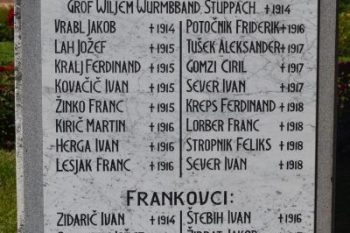 GROF WILJEM WURMBBAND STUPPACH +1914
VRABL JAKOB +1914
LAH JOŽEF +1915
KRALJ FERDINAND +1915
KOVAČIČ IVAN +1915
ŽINKO FRANC +1915
KIRIČ MARTIN +1916
HERGA IVAN +1916
LESJAK FRANC +1916
POTOČNIK FRIDERIK +1916
TUŠEK ALEKSANDER +1917
GOMZI CIRIL +1917
SEVER IVAN +1917
KREPS FERDINAND +1918
LORBER FRANC +1918
STROPNIK FELIKS +1918
SEVER IVAN +1918
FRANKOVCI:
ZIDARIČ IVAN +1914
ŠTEBIH IVAN +1916